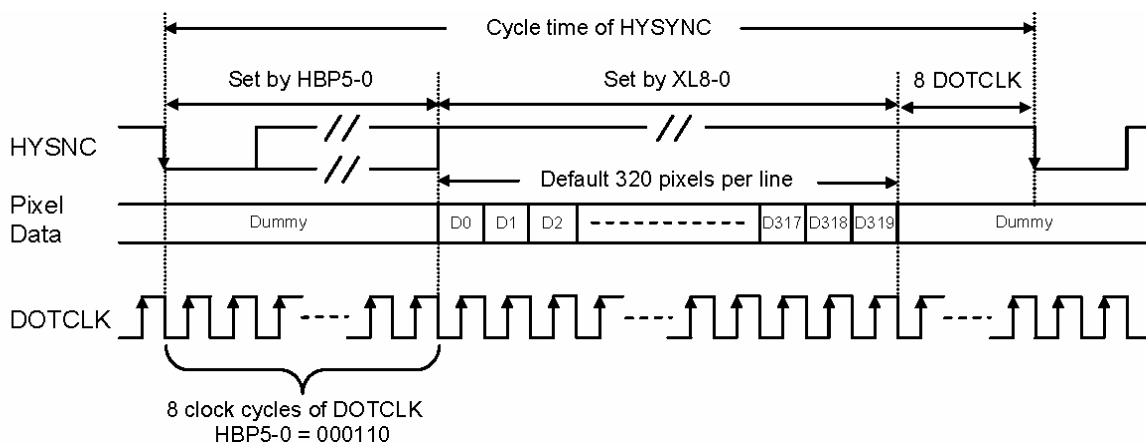 Cycle time of HYSYNC
Set by HBP5-0
Set by XL8-0
8 DOTCLK
HYSNC
Default 320 pixels per line
Pixel
Data
Dummy
D0
D1
D2
D317
D318
D319
Dummy
DOTCLK
8 clock cycles of DOTCLK
HBP5-0 = 000110